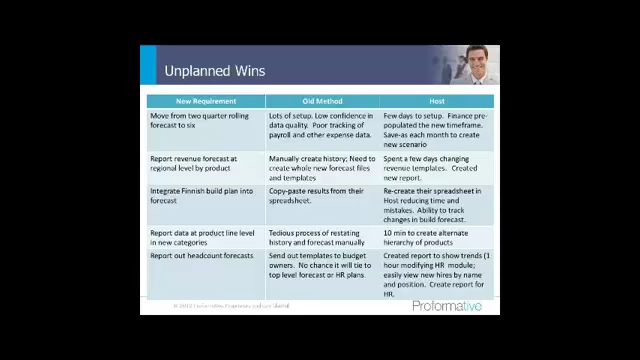 Unplanned Wins
New Requirement Old Method Host
Move from two quarter rolling forecast to six
Lots of setup. Low confidence in data quality. Poor tracking of payroll and other expense data.
Few days to setup. Finance pre-populated the new timeframe. Save-as each month to create new scenario
Report revenue forecast at regional level by product
Manually create history; Need to create whole new forecast files and templates
Spent a few days changing revenue templates. Created new report.
Integrate Finnish build plan into forecast
Copy-paste results from their spreadsheet.
Re-create their spreadsheet in Host reducing time and mistakes. Ability to track changes in build forecast.
Report data at product line level in new categories
Tedious process of restating history and forecast manually
10 min to create alternate hierarchy of products
Report out headcount forecasts
Send out templates to budget owners. No chance it will tie to top level forecast or HR plans.
Created report to show trends (1 hour modifying HR module; easily view new hires by name and position. Create report for HR.
Proformative